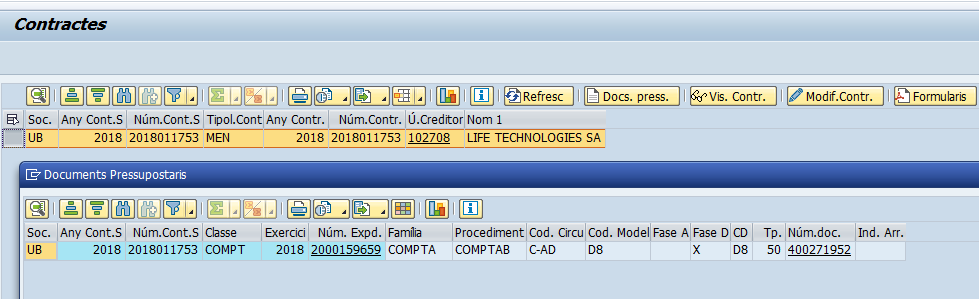 Contractes
Refresc Docs. press. Vis. Contr. Modif.Contr. Formularis
Soc. Any Cont.S Núm.Cont.S Tipol.Cont Any Contr. Núm.Contr. Ú.Creditor Nom 1
UB 2018 2018011753 MEN 2018 2018011753 102708 LIFE TECHNOLOGIES SA
Documents Pressupostaris
Soc. Any Cont.S Núm.Cont.S Classe Exercici Núm. Expd. Família Procediment Cod. Circu Cod. Model Fase A Fase D CD Tp. Núm.doc. Ind. Arr.
UB 2018 2018011753 COMPT 2018 2000159659 COMPTA COMPTAB C-AD D8 X D8 50 400271952